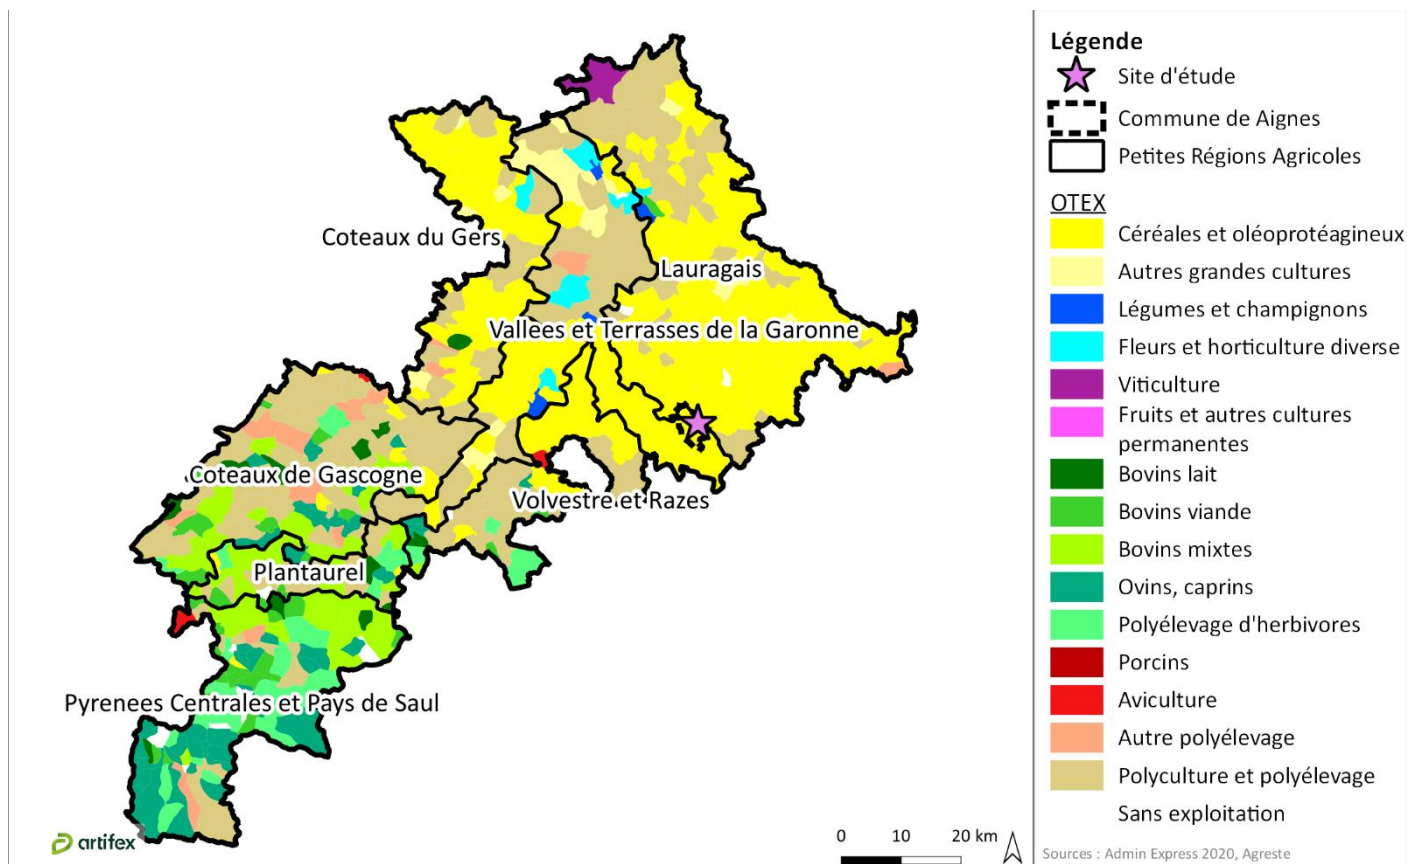 Coteaux du Gers
Lauragais
Vallees et Terrasses de la Garonne
Coteaux de Gascogne
Volvestre et Razes
Plantaurel
Pyrenees Centrales et Pays de Saul
artifex
0 10 20 km
Légende
Site d'étude
Commune de Aignes
Petites Régions Agricoles
OTEX
Céréales et oléoprotéagineux
Autres grandes cultures
Légumes et champignons
Fleurs et horticulture diverse
Viticulture
Fruits et autres cultures
permanentes
Bovins lait
Bovins viande
Bovins mixtes
Ovins, caprins
Polyélevage d'herbivores
Porcins
Aviculture
Autre polyélevage
Polyculture et polyélevage
Sans exploitation
Sources : Admin Express 2020, Agreste